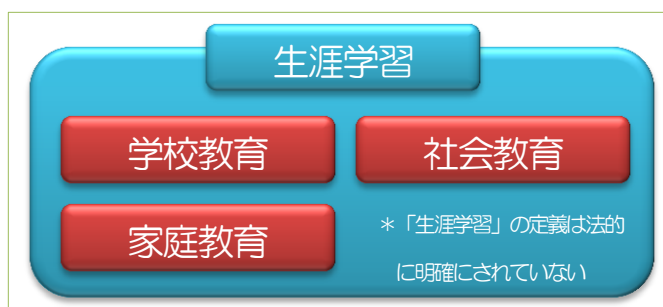 生涯学習
学校教育
社会教育
家庭教育
＊「生涯学習」の定義は法的
に明確にされていない